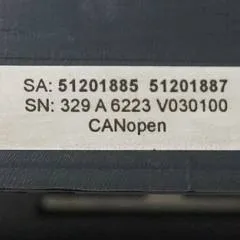 SA: 51201885 51201887
SN: 329 A 6223 V030100
CANopen